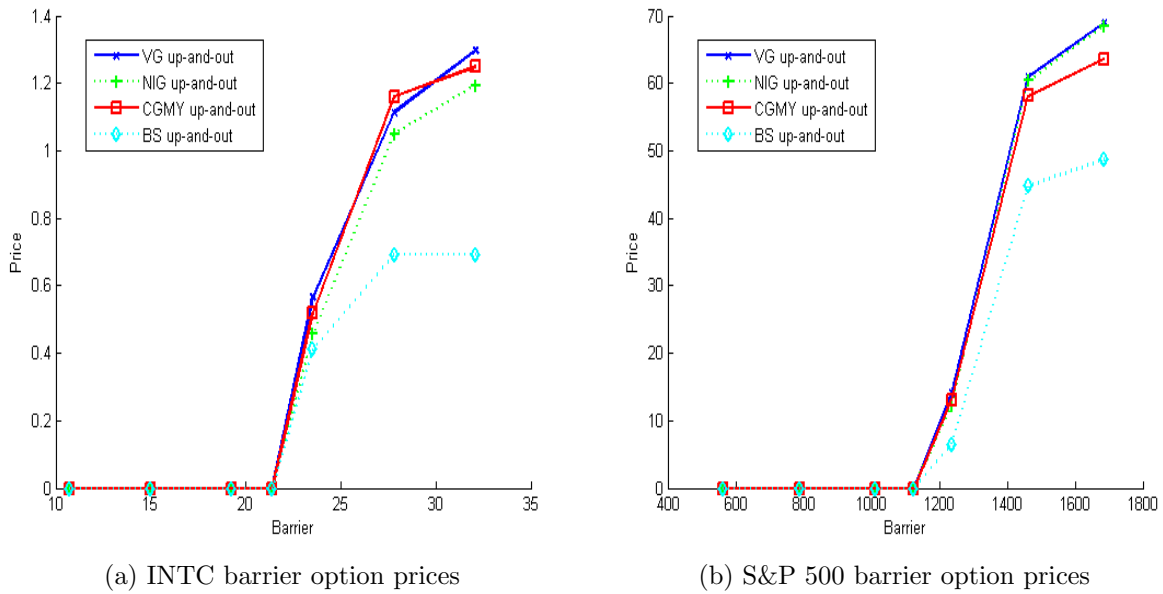 1.4
1.2
1
0.8
0.6
0.4
0.2
0
Price
VG up-and-out
NIG up-and-out
CGMY up-and-out
BS up-and-out
10 15 20 25 30 35
Barrier
(a) INTC barrier option prices
70
60
50
40
30
20
10
0
Price
VG up-and-out
NIG up-and-out
CGMY up-and-out
BS up-and-out
400 600 800 1000 1200 1400 1600 1800
Barrier
(b) S&P 500 barrier option prices